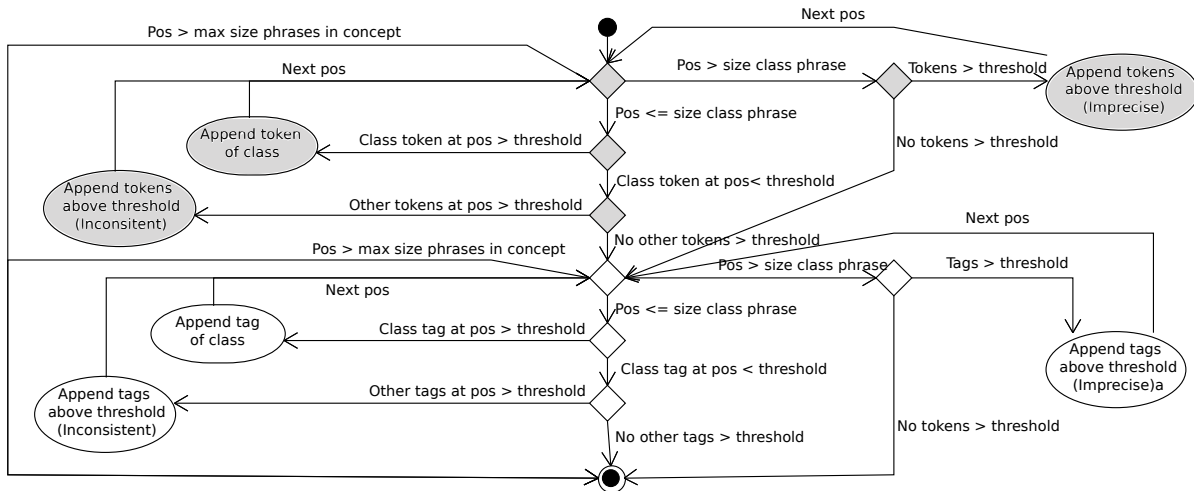 Next pos
Pos > max size phrases in concept
Next pos
Pos > size class phrase
Tokens > threshold
Append tokens
above threshold
(Imprecise)
Pos <= size class phrase
Append token
of class
Class token at pos > threshold
No tokens > threshold
Class token at pos< threshold
Append tokens
above threshold
(Inconsitent)
Other tokens at pos > threshold
Next pos
No other tokens > threshold
Pos > max size phrases in concept
Pos > size class phrase
Tags > threshold
Next pos
Pos <= size class phrase
Append tag
of class
Class tag at pos > threshold
Append tags
above threshold
(Imprecise)a
Class tag at pos < threshold
Append tags
above threshold
(Inconsistent)
Other tags at pos > threshold
No tokens > threshold
No other tags > threshold